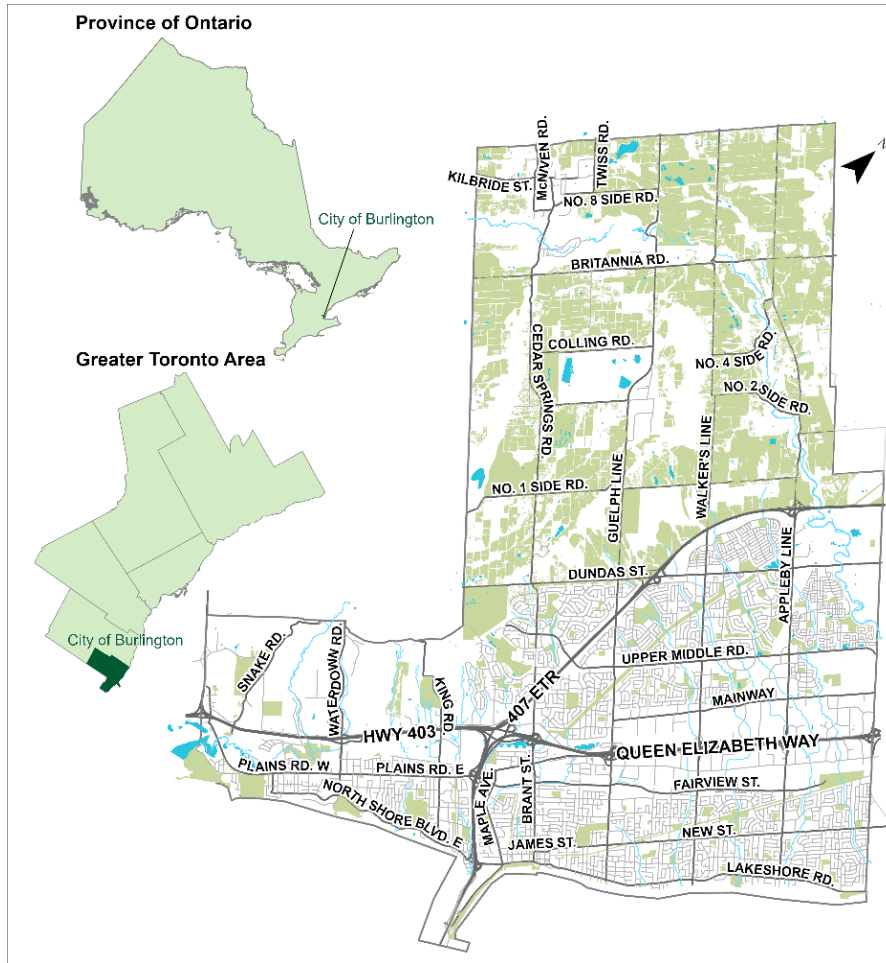 Province of Ontario
City of Burlington
Greater Toronto Area
City of Burlington
McNIVEN RD.
TWISS RD.
KILBRIDE ST.
NO. 8 SIDE RD.
BRITANNIA RD.
CEDAR SPRINGS RD.
COLLING RD.
NO. 4 SIDE RD.
NO. 2 SIDE RD.
GUELPH LINE
WALKER'S LINE
NO. 1 SIDE RD.
APPLEBY LINE
DUNDAS ST.
SNAKE RD.
WATERDOWN RD.
KING RD.
407-ETR
UPPER MIDDLE RD.
MAINWAY
HWY 403
QUEEN ELIZABETH WAY
PLAINS RD. W
PLAINS RD. E
MAPLE AVE.
BRANT ST.
FAIRVIEW ST.
NORTH SHORE BLVD. E
JAMES ST.
NEW ST.
LAKESHORE RD.